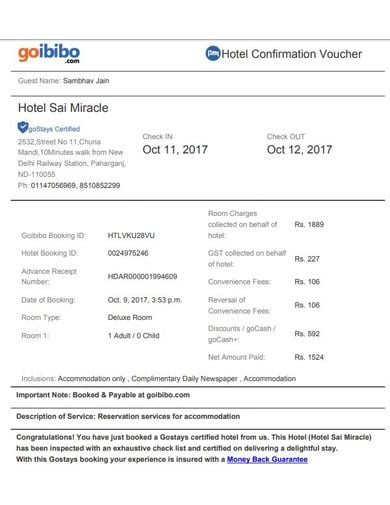 goibibo
.com
Hotel Confirmation Voucher
Guest Name: Sambhav Jain
Hotel Sai Miracle
goStays Certified
2532,Street No 11,Chuna
Mandi,10Minutes walk from New
Delhi Railway Station, Paharganj,
ND-110055
Ph: 01147056969, 8510852299
Check IN
Oct 11, 2017
Check OUT
Oct 12, 2017
Goibibo Booking ID: HTLVKU28VU
Hotel Booking ID: 0024975246
Advance Receipt
Number: HDAR000001994609
Date of Booking: Oct. 9, 2017, 3:53 p.m.
Room Type: Deluxe Room
Room 1: 1 Adult / 0 Child
Room Charges
collected on behalf of
hotel: Rs. 1889
GST collected on behalf
of hotel: Rs. 227
Convenience Fees: Rs. 106
Reversal of
Convenience Fees: Rs. 106
Discounts / goCash /
goCash+: Rs. 592
Net Amount Paid: Rs. 1524
Inclusions: Accommodation only , Complimentary Daily Newspaper , Accommodation
Important Note: Booked & Payable at goibibo.com
Description of Service: Reservation services for accommodation
Congratulations! You have just booked a Gostays certified hotel from us. This Hotel (Hotel Sai Miracle)
has been inspected with an exhaustive check list and certified on delivering a delightful stay.
With this Gostays booking your experience is insured with a Money Back Guarantee